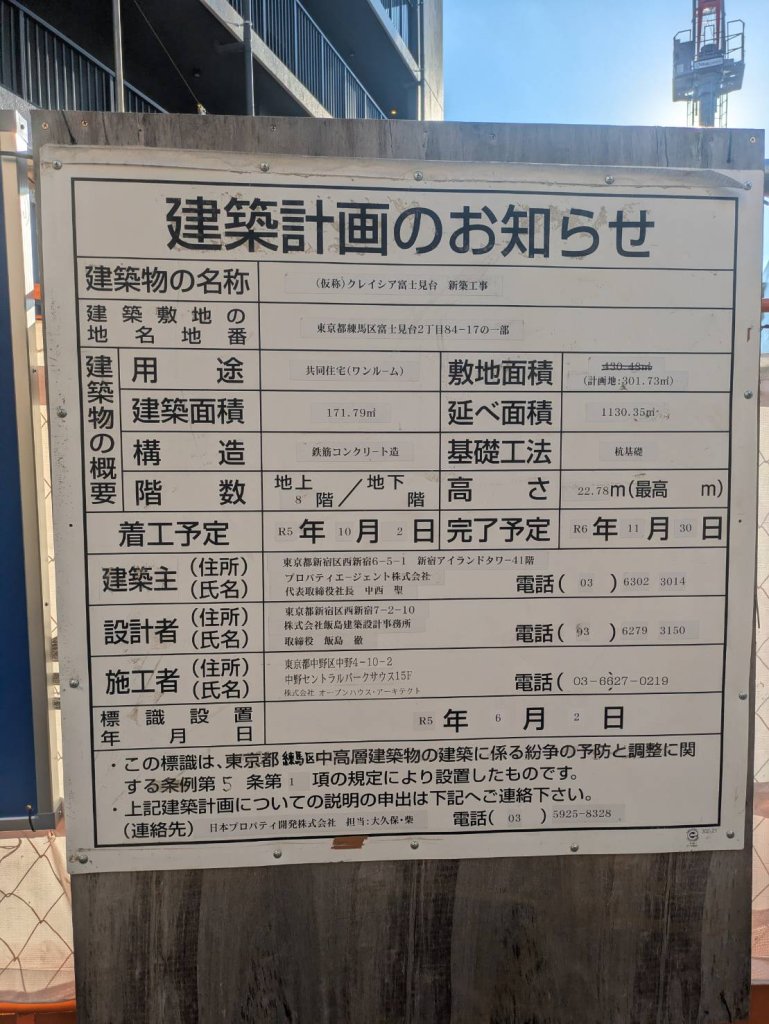 建築計画のお知らせ
建築物の名称 (仮称)クレイシア富士見台 新築工事
建築敷地の
地名地番 東京都練馬区富士見台2丁目84-17の一部
建築物の概要
用途 共同住宅(ワンルーム) 敷地面積 430.48㎡
(計画地:301.73㎡)
建築面積 171.79㎡ 延べ面積 1130.35㎡
構造 鉄筋コンクリート造 基礎工法 杭基礎
階数 地上8階/地下 階 高さ 22.78m(最高 m)
着工予定 R5年10月2日 完了予定 R6年11月30日
建築主(住所)(氏名) 東京都新宿区西新宿6-5-1 新宿アイランドタワー41階
プロパティエージェント株式会社
代表取締役社長 中西 聖 電話(03)6302 3014
設計者(住所)(氏名) 東京都新宿区西新宿7-2-10
株式会社飯島建築設計事務所
取締役 飯島 徹 電話(03)6279 3150
施工者(住所)(氏名) 東京都中野区中野4-10-2
中野セントラルパークサウス15F
株式会社 オープンハウス・アーキテクト 電話( 03-6627-0219
標識設置
年月日 R5年6月2日
・この標識は、東京都練馬区中高層建築物の建築に係る紛争の予防と調整に関
する条例第5条第1項の規定により設置したものです。
・上記建築計画についての説明の申出は下記へご連絡下さい。
(連絡先) 日本プロパティ開発株式会社 担当:大久保・柴 電話(03)5925-8328